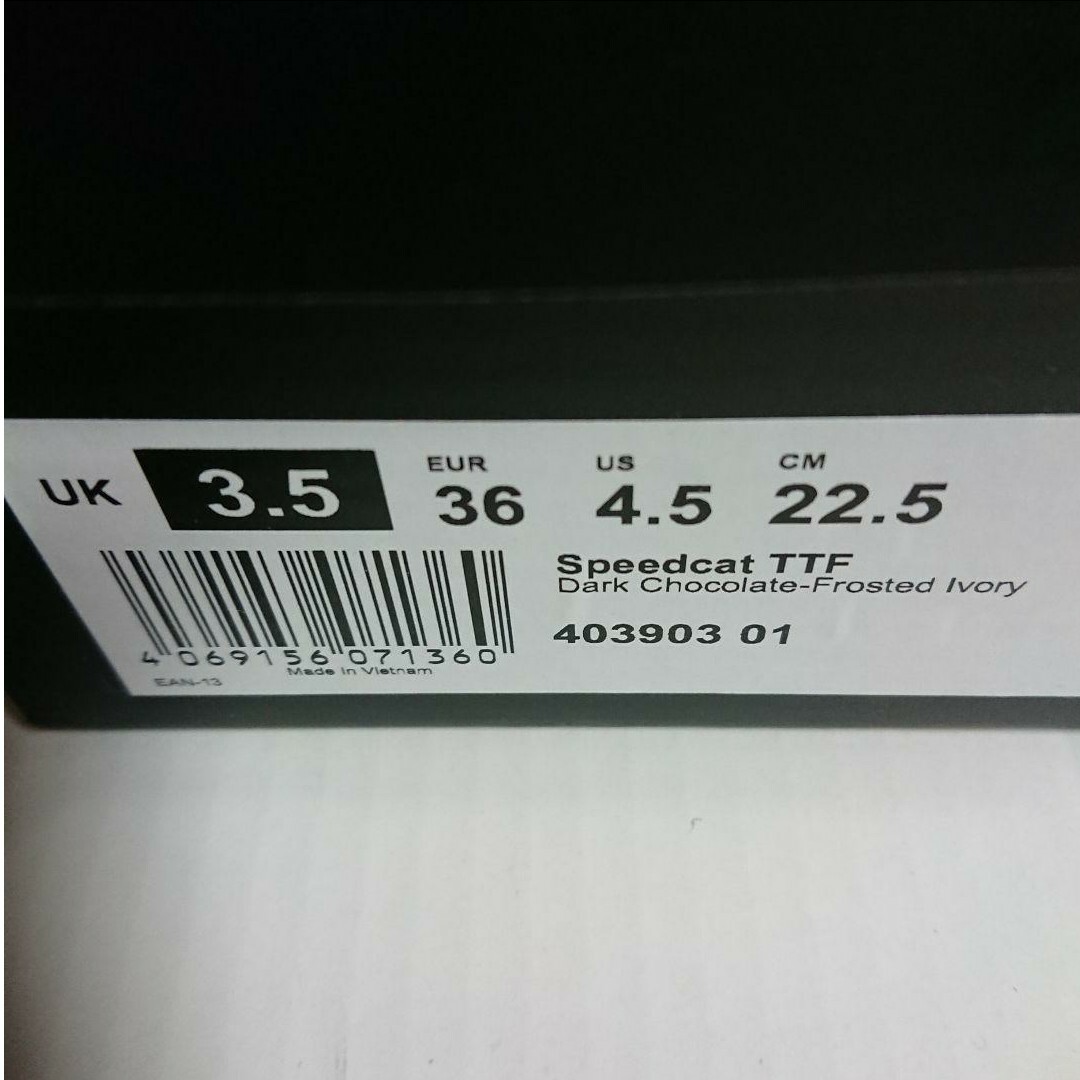 UK 3.5
EUR 36
US 4.5
CM 22.5
Speedcat TTF
Dark Chocolate-Frosted Ivory
403903 01
4 069156 071360
Made in Vietnam
EAN-13